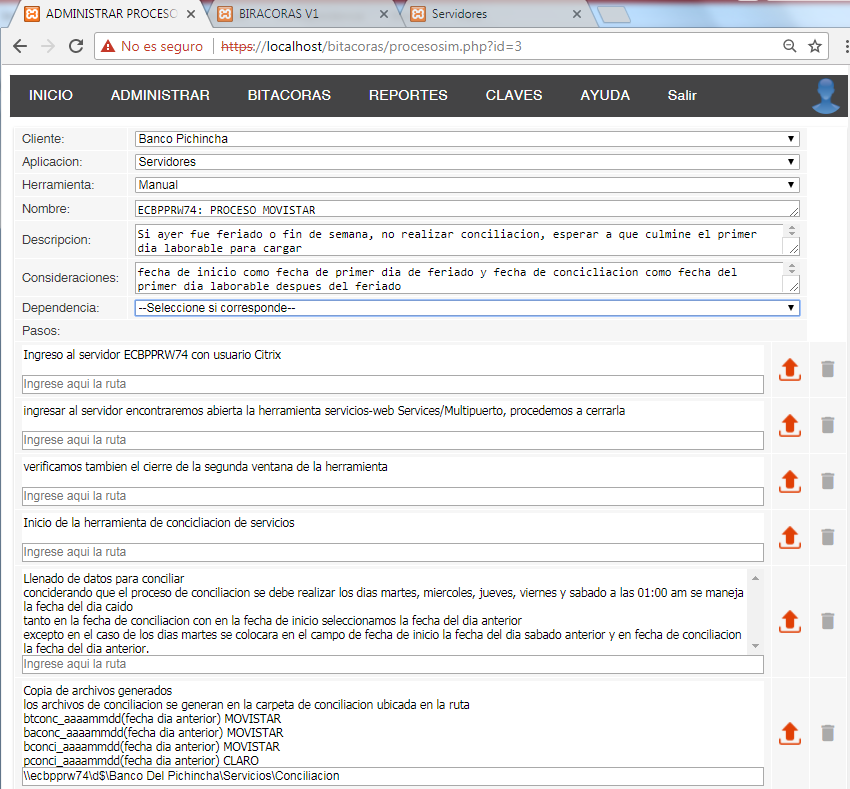 ADMINISTRAR PROCESO
BIRACORAS V1
Servidores
No es seguro
https://localhost/bitacoras/procesosim.php?id=3
INICIO ADMINISTRAR BITACORAS REPORTES CLAVES AYUDA Salir
Cliente: Banco Pichincha
Aplicacion: Servidores
Herramienta: Manual
Nombre: ECBPPRW74: PROCESO MOVISTAR
Descripcion: Si ayer fue feriado o fin de semana, no realizar conciliacion, esperar a que culmine el primer
dia laborable para cargar
Consideraciones: fecha de inicio como fecha de primer dia de feriado y fecha de concicliacion como fecha del
primer dia laborable despues del feriado
Dependencia: --Seleccione si corresponde--
Pasos:
Ingreso al servidor ECBPPRW74 con usuario Citrix
Ingrese aqui la ruta
ingresar al servidor encontraremos abierta la herramienta servicios-web Services/Multipuerto, procedemos a cerrarla
Ingrese aqui la ruta
verificamos tambien el cierre de la segunda ventana de la herramienta
Ingrese aqui la ruta
Inicio de la herramienta de concicliacion de servicios
Ingrese aqui la ruta
Llenado de datos para conciliar
conciderando que el proceso de conciliacion se debe realizar los dias martes, miercoles, jueves, viernes y sabado a las 01:00 am se maneja
la fecha del dia caido
tanto en la fecha de conciliacion con en la fecha de inicio seleccionamos la fecha del dia anterior
excepto en el caso de los dias martes se colocara en el campo de fecha de inicio la fecha del dia sabado anterior y en fecha de conciliacion
la fecha del dia anterior.
Ingrese aqui la ruta
Copia de archivos generados
los archivos de conciliacion se generan en la carpeta de conciliacion ubicada en la ruta
btconc_aaaammdd(fecha dia anterior) MOVISTAR
baconc_aaaammdd(fecha dia anterior) MOVISTAR
bconci_aaaammdd(fecha dia anterior) MOVISTAR
pconci_aaaammdd(fecha dia anterior) CLARO
\\ecbpprw74\d$\Banco Del Pichincha\Servicios\Conciliacion